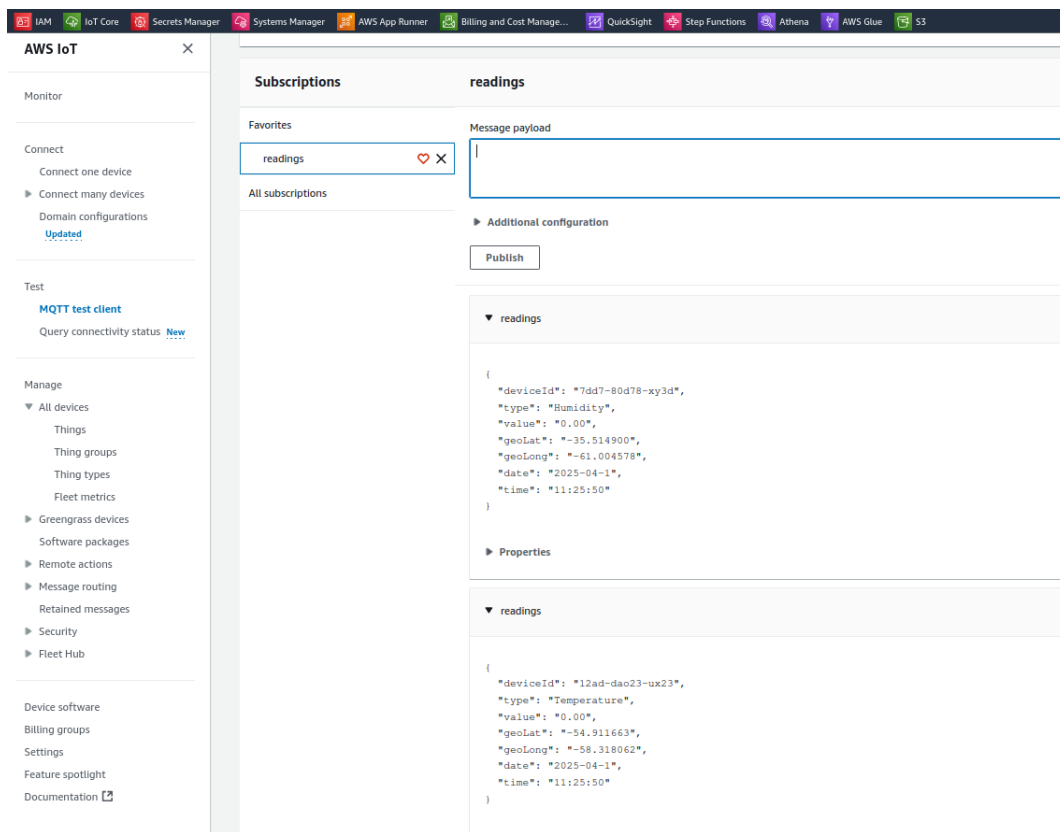 IAM IoT Core Secrets Manager Systems Manager AWS App Runner Billing and Cost Manage... QuickSight Step Functions Athena AWS Glue S3
AWS IoT
Monitor
Connect
Connect one device
Connect many devices
Domain configurations
Updated
Test
MQTT test client
Query connectivity status New
Manage
All devices
Things
Thing groups
Thing types
Fleet metrics
Greengrass devices
Software packages
Remote actions
Message routing
Retained messages
Security
Fleet Hub
Device software
Billing groups
Settings
Feature spotlight
Documentation
Subscriptions
Favorites
readings
All subscriptions
readings
Message payload
Additional configuration
Publish
readings
{
"deviceId": "7dd7-80d78-xy3d",
"type": "Humidity",
"value": "0.00",
"geoLat": "-35.514900",
"geoLong": "-61.004578",
"date": "2025-04-1",
"time": "11:25:50"
}
Properties
readings
{
"deviceId": "12ad-dao23-ux23",
"type": "Temperature",
"value": "0.00",
"geoLat": "-54.911663",
"geoLong": "-58.318062",
"date": "2025-04-1",
"time": "11:25:50"
}